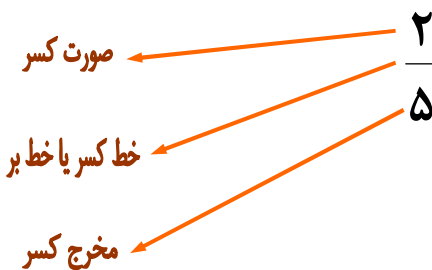 ۲
۵
صورت کسر
خط کسر یا خط بر
مخرج کسر